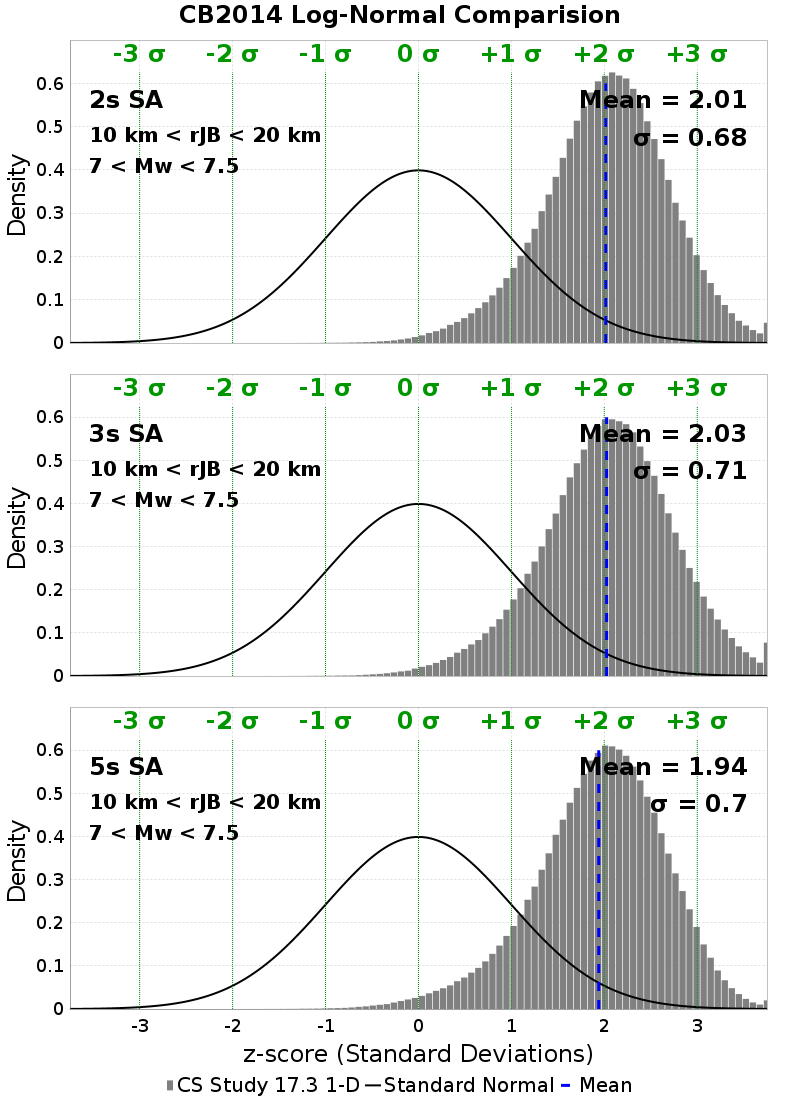 CB2014 Log-Normal Comparision
-3 σ -2 σ -1 σ 0 σ +1 σ +2 σ +3 σ
2s SA Mean = 2.01
10 km < rJB < 20 km σ = 0.68
7 < Mw < 7.5
Density
0.6
0.5
0.4
0.3
0.2
0.1
0
-3 σ -2 σ -1 σ 0 σ +1 σ +2 σ +3 σ
3s SA Mean = 2.03
10 km < rJB < 20 km σ = 0.71
7 < Mw < 7.5
Density
0.6
0.5
0.4
0.3
0.2
0.1
0
-3 σ -2 σ -1 σ 0 σ +1 σ +2 σ +3 σ
5s SA Mean = 1.94
10 km < rJB < 20 km σ = 0.7
7 < Mw < 7.5
Density
0.6
0.5
0.4
0.3
0.2
0.1
0
-3 -2 -1 0 1 2 3
z-score (Standard Deviations)
CS Study 17.3 1-D Standard Normal Mean